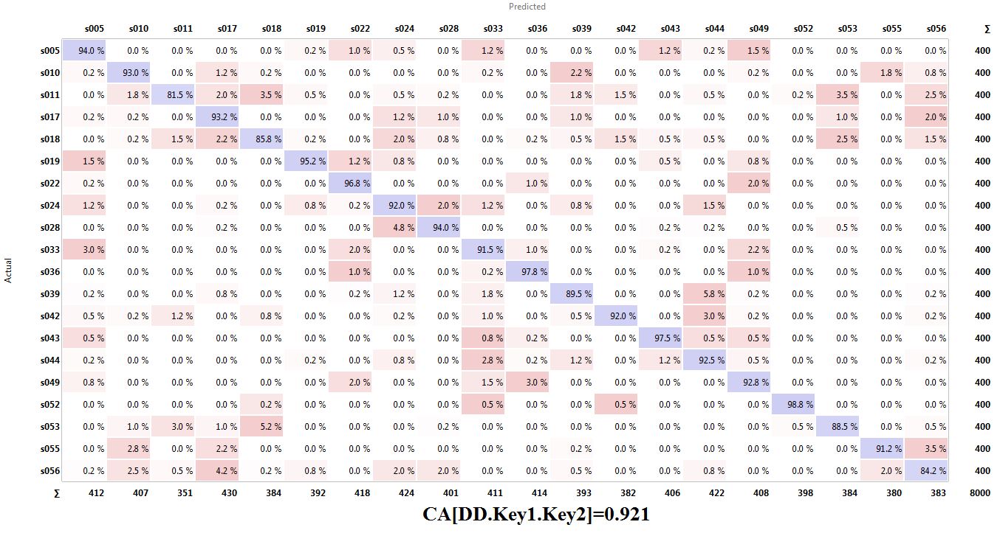 Predicted
s005 s010 s011 s017 s018 s019 s022 s024 s028 s033 s036 s039 s042 s043 s044 s049 s052 s053 s055 s056 Σ
s005 94.0 % 0.0 % 0.0 % 0.0 % 0.0 % 0.2 % 1.0 % 0.5 % 0.0 % 1.2 % 0.0 % 0.0 % 0.0 % 1.2 % 0.2 % 1.5 % 0.0 % 0.0 % 0.0 % 0.0 % 400
s010 0.2 % 93.0 % 0.0 % 1.2 % 0.2 % 0.0 % 0.0 % 0.0 % 0.0 % 0.2 % 0.0 % 2.2 % 0.0 % 0.0 % 0.0 % 0.2 % 0.0 % 0.0 % 1.8 % 0.8 % 400
s011 0.0 % 1.8 % 81.5 % 2.0 % 3.5 % 0.5 % 0.0 % 0.5 % 0.2 % 0.0 % 0.0 % 1.8 % 1.5 % 0.0 % 0.5 % 0.0 % 0.2 % 3.5 % 0.0 % 2.5 % 400
s017 0.2 % 0.2 % 0.0 % 93.2 % 0.0 % 0.0 % 0.0 % 1.2 % 1.0 % 0.0 % 0.0 % 1.0 % 0.0 % 0.0 % 0.0 % 0.0 % 0.0 % 1.0 % 0.0 % 2.0 % 400
s018 0.0 % 0.2 % 1.5 % 2.2 % 85.8 % 0.2 % 0.0 % 2.0 % 0.8 % 0.0 % 0.2 % 0.5 % 1.5 % 0.5 % 0.5 % 0.0 % 0.0 % 2.5 % 0.0 % 1.5 % 400
s019 1.5 % 0.0 % 0.0 % 0.0 % 0.0 % 95.2 % 1.2 % 0.8 % 0.0 % 0.0 % 0.0 % 0.0 % 0.0 % 0.5 % 0.0 % 0.8 % 0.0 % 0.0 % 0.0 % 0.0 % 400
s022 0.2 % 0.0 % 0.0 % 0.0 % 0.0 % 0.0 % 96.8 % 0.0 % 0.0 % 0.0 % 1.0 % 0.0 % 0.0 % 0.0 % 0.0 % 2.0 % 0.0 % 0.0 % 0.0 % 0.0 % 400
s024 1.2 % 0.0 % 0.0 % 0.2 % 0.0 % 0.8 % 0.2 % 92.0 % 2.0 % 1.2 % 0.0 % 0.8 % 0.0 % 0.0 % 1.5 % 0.0 % 0.0 % 0.0 % 0.0 % 0.0 % 400
s028 0.0 % 0.0 % 0.0 % 0.2 % 0.0 % 0.0 % 0.0 % 4.8 % 94.0 % 0.0 % 0.0 % 0.0 % 0.0 % 0.2 % 0.2 % 0.0 % 0.0 % 0.5 % 0.0 % 0.0 % 400
s033 3.0 % 0.0 % 0.0 % 0.0 % 0.0 % 0.0 % 2.0 % 0.0 % 0.0 % 91.5 % 1.0 % 0.0 % 0.0 % 0.2 % 0.0 % 2.2 % 0.0 % 0.0 % 0.0 % 0.0 % 400
s036 0.0 % 0.0 % 0.0 % 0.0 % 0.0 % 0.0 % 1.0 % 0.0 % 0.0 % 0.2 % 97.8 % 0.0 % 0.0 % 0.0 % 0.0 % 1.0 % 0.0 % 0.0 % 0.0 % 0.0 % 400
Actual
s039 0.2 % 0.0 % 0.0 % 0.8 % 0.0 % 0.0 % 0.2 % 1.2 % 0.0 % 1.8 % 0.0 % 89.5 % 0.0 % 0.0 % 5.8 % 0.2 % 0.0 % 0.0 % 0.0 % 0.2 % 400
s042 0.5 % 0.2 % 1.2 % 0.0 % 0.8 % 0.0 % 0.0 % 0.2 % 0.0 % 1.0 % 0.0 % 0.5 % 92.0 % 0.0 % 3.0 % 0.2 % 0.0 % 0.0 % 0.0 % 0.2 % 400
s043 0.5 % 0.0 % 0.0 % 0.0 % 0.0 % 0.0 % 0.0 % 0.0 % 0.0 % 0.8 % 0.2 % 0.0 % 0.0 % 97.5 % 0.5 % 0.5 % 0.0 % 0.0 % 0.0 % 0.0 % 400
s044 0.2 % 0.0 % 0.0 % 0.0 % 0.0 % 0.2 % 0.0 % 0.8 % 0.0 % 2.8 % 0.2 % 1.2 % 0.0 % 1.2 % 92.5 % 0.5 % 0.0 % 0.0 % 0.0 % 0.2 % 400
s049 0.8 % 0.0 % 0.0 % 0.0 % 0.0 % 0.0 % 2.0 % 0.0 % 0.0 % 1.5 % 3.0 % 0.0 % 0.0 % 0.0 % 0.0 % 92.8 % 0.0 % 0.0 % 0.0 % 0.0 % 400
s052 0.0 % 0.0 % 0.0 % 0.0 % 0.2 % 0.0 % 0.0 % 0.0 % 0.0 % 0.5 % 0.0 % 0.0 % 0.5 % 0.0 % 0.0 % 0.0 % 98.8 % 0.0 % 0.0 % 0.0 % 400
s053 0.0 % 1.0 % 3.0 % 1.0 % 5.2 % 0.0 % 0.0 % 0.0 % 0.2 % 0.0 % 0.0 % 0.0 % 0.0 % 0.0 % 0.0 % 0.0 % 0.5 % 88.5 % 0.0 % 0.5 % 400
s055 0.0 % 2.8 % 0.0 % 2.2 % 0.0 % 0.0 % 0.0 % 0.0 % 0.0 % 0.0 % 0.0 % 0.2 % 0.0 % 0.0 % 0.0 % 0.0 % 0.0 % 0.0 % 91.2 % 3.5 % 400
s056 0.2 % 2.5 % 0.5 % 4.2 % 0.2 % 0.8 % 0.0 % 2.0 % 2.0 % 0.0 % 0.0 % 0.5 % 0.0 % 0.0 % 0.8 % 0.0 % 0.0 % 0.0 % 2.0 % 84.2 % 400
Σ 412 407 351 430 384 392 418 424 401 411 414 393 382 406 422 408 398 384 380 383 8000
CA[DD.Key1.Key2]=0.921